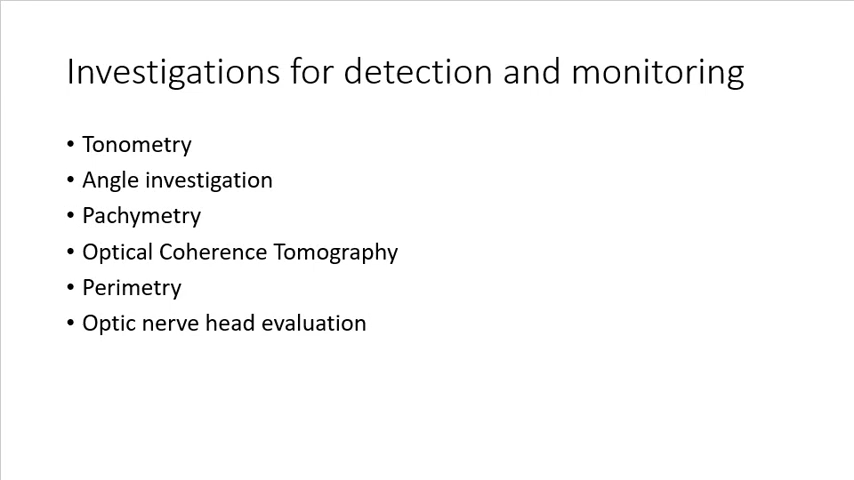 Investigations for detection and monitoring
• Tonometry
• Angle investigation
• Pachymetry
• Optical Coherence Tomography
• Perimetry
• Optic nerve head evaluation